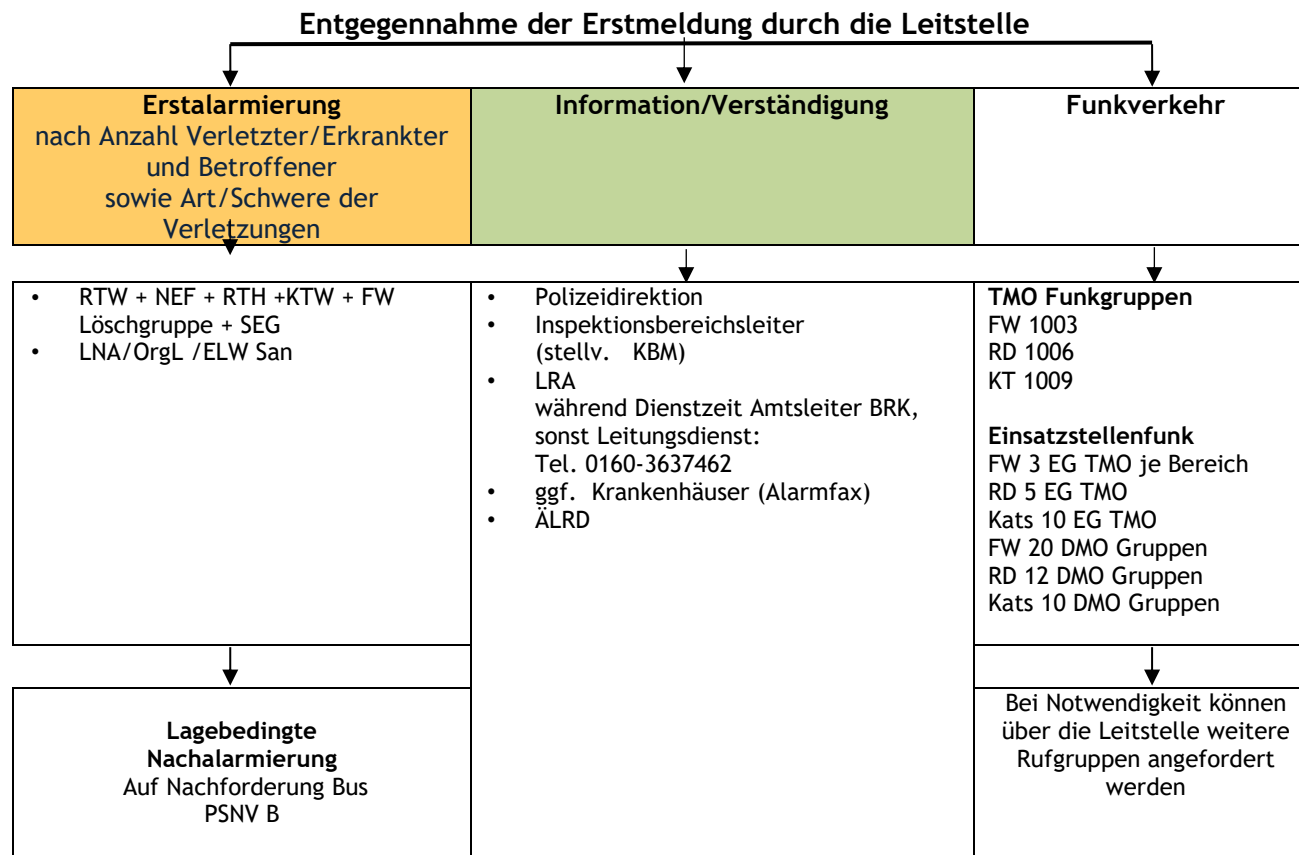 Entgegennahme der Erstmeldung durch die Leitstelle
Erstalarmierung
nach Anzahl Verletzter/Erkrankter
und Betroffener
sowie Art/Schwere der
Verletzungen
Information/Verständigung
Funkverkehr
• RTW + NEF + RTH +KTW + FW
Löschgruppe + SEG
• LNA/OrgL /ELW San
• Polizeidirektion
• Inspektionsbereichsleiter
(stellv. KBM)
• LRA
während Dienstzeit Amtsleiter BRK,
sonst Leitungsdienst:
Tel. 0160-3637462
• ggf. Krankenhäuser (Alarmfax)
• ÄLRD
TMO Funkgruppen
FW 1003
RD 1006
KT 1009
Einsatzstellenfunk
FW 3 EG TMO je Bereich
RD 5 EG TMO
Kats 10 EG TMO
FW 20 DMO Gruppen
RD 12 DMO Gruppen
Kats 10 DMO Gruppen
Lagebedingte
Nachalarmierung
Auf Nachforderung Bus
PSNV B
Bei Notwendigkeit können
über die Leitstelle weitere
Rufgruppen angefordert
werden